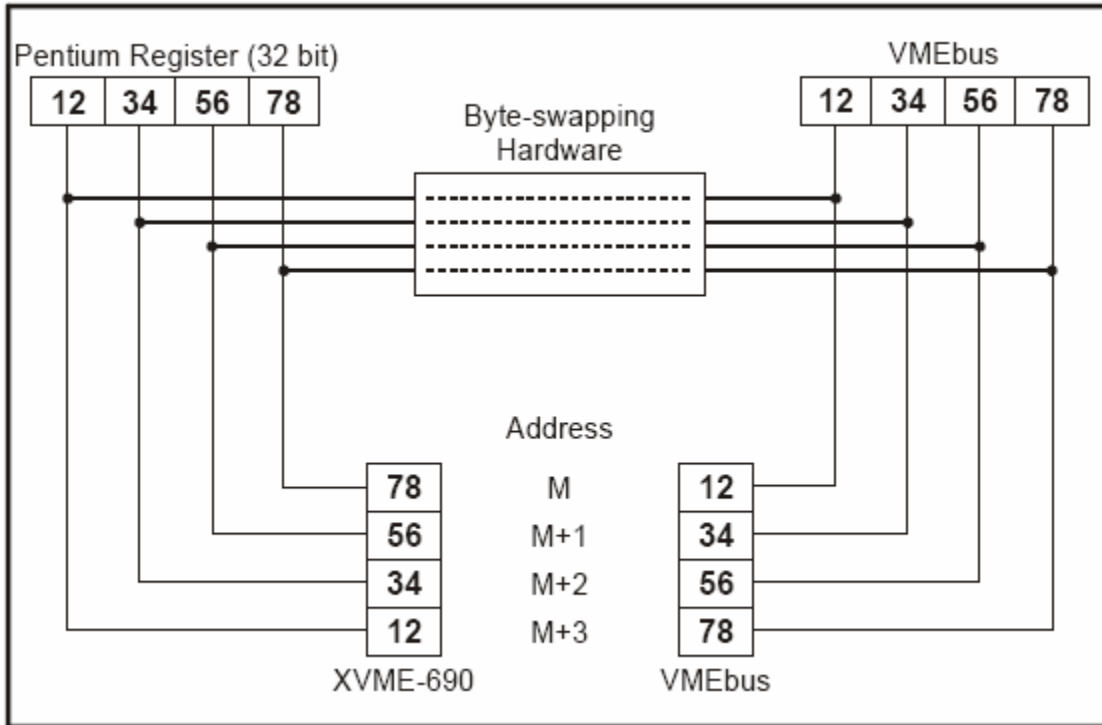 Pentium Register (32 bit)
12 34 56 78
VMEbus
12 34 56 78
Byte-swapping
Hardware
Address
78 M 12
56 M+1 34
34 M+2 56
12 M+3 78
XVME-690 VMEbus